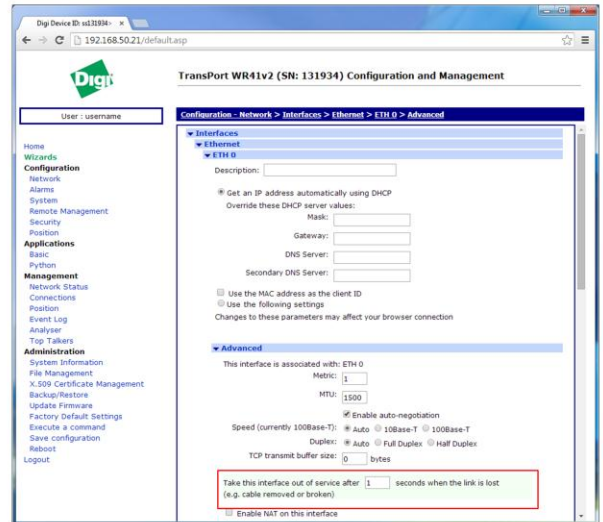 Digi Device ID: ss131934
192.168.50.21/default.asp
Digi
TransPort WR41v2 (SN: 131934) Configuration and Management
User : username
Home
Wizards
Configuration
Network
Alarms
System
Remote Management
Security
Position
Applications
Basic
Python
Management
Network Status
Connections
Position
Event Log
Analyser
Top Talkers
Administration
System Information
File Management
X.509 Certificate Management
Backup/Restore
Update Firmware
Factory Default Settings
Execute a command
Save configuration
Reboot
Logout
Configuration - Network > Interfaces > Ethernet > ETH 0 > Advanced
Interfaces
Ethernet
ETH 0
Description:
Get an IP address automatically using DHCP
Override these DHCP server values:
Mask:
Gateway:
DNS Server:
Secondary DNS Server:
Use the MAC address as the client ID
Use the following settings
Changes to these parameters may affect your browser connection
Advanced
This interface is associated with: ETH 0
Metric: 1
MTU: 1500
Enable auto-negotiation
Speed (currently 100Base-T): Auto 10Base-T 100Base-T
Duplex: Auto Full Duplex Half Duplex
TCP transmit buffer size: 0 bytes
Take this interface out of service after 1 seconds when the link is lost
(e.g. cable removed or broken)
Enable NAT on this interface